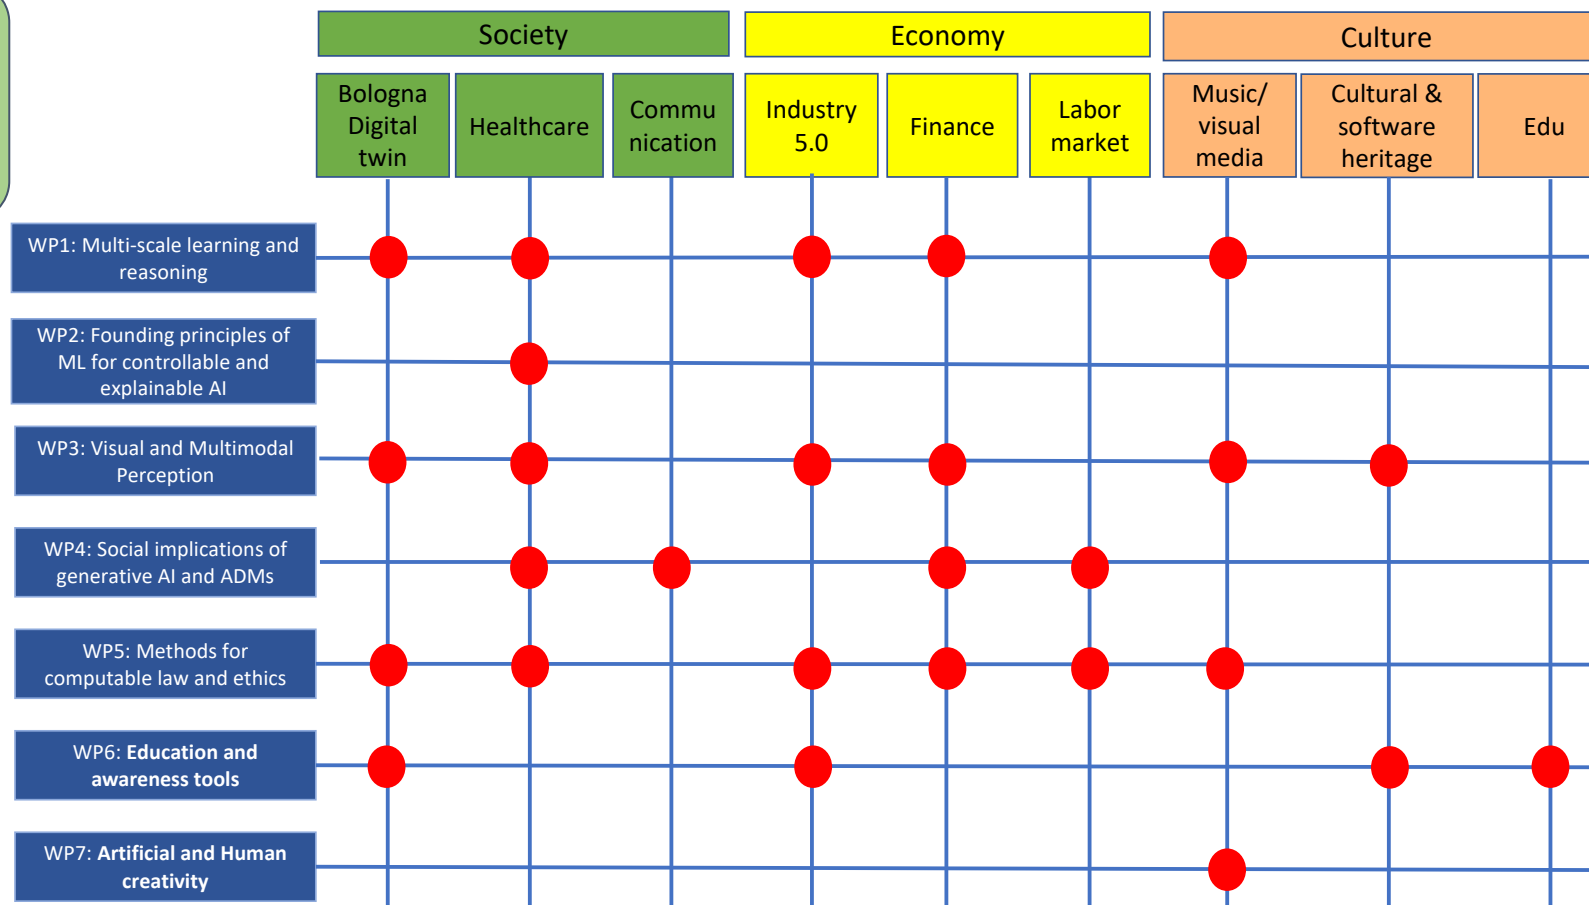 Society
Economy
Culture
Bologna
Digital
twin
Healthcare
Commu
nication
Industry
5.0
Finance
Labor
market
Music/
visual
media
Cultural &
software
heritage
Edu
WP1: Multi-scale learning and
reasoning
WP2: Founding principles of
ML for controllable and
explainable AI
WP3: Visual and Multimodal
Perception
WP4: Social implications of
generative AI and ADMs
WP5: Methods for
computable law and ethics
WP6: Education and
awareness tools
WP7: Artificial and Human
creativity